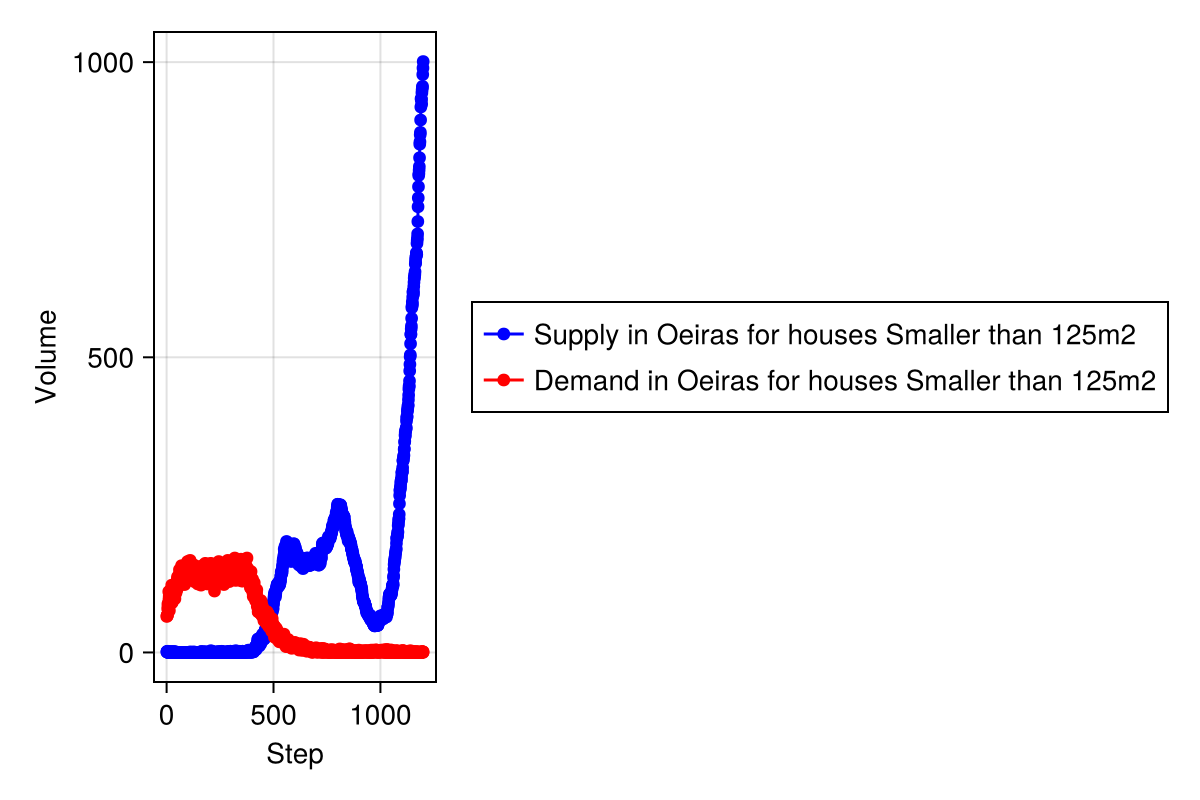 1000
500
0
Volume
0 500 1000
Step
Supply in Oeiras for houses Smaller than 125m2
Demand in Oeiras for houses Smaller than 125m2